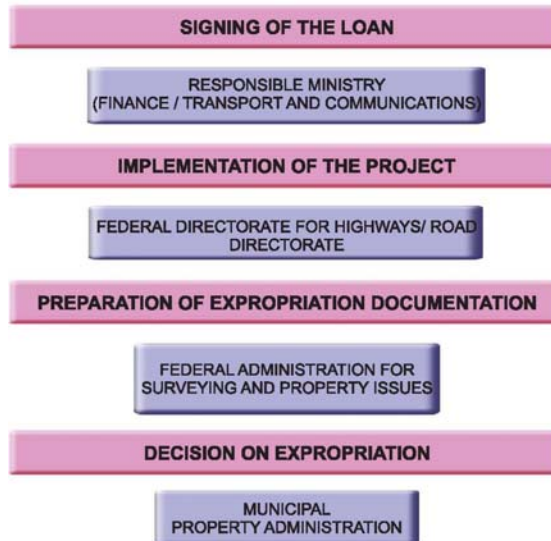 SIGNING OF THE LOAN
RESPONSIBLE MINISTRY
(FINANCE / TRANSPORT AND COMMUNICATIONS)
IMPLEMENTATION OF THE PROJECT
FEDERAL DIRECTORATE FOR HIGHWAYS/ ROAD
DIRECTORATE
PREPARATION OF EXPROPRIATION DOCUMENTATION
FEDERAL ADMINISTRATION FOR
SURVEYING AND PROPERTY ISSUES
DECISION ON EXPROPRIATION
MUNICIPAL
PROPERTY ADMINISTRATION